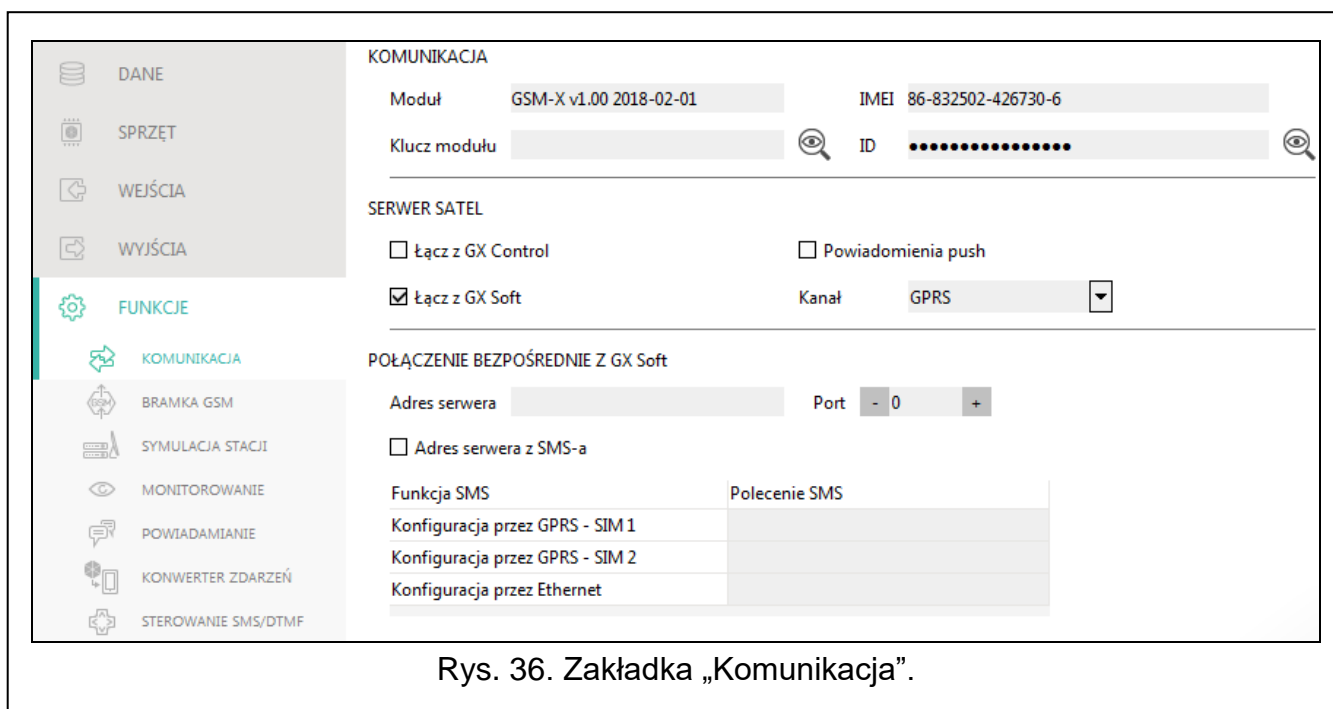 DANE
SPRZĘT
WEJŚCIA
WYJŚCIA
FUNKCJE
KOMUNIKACJA
BRAMKA GSM
SYMULACJA STACJI
MONITOROWANIE
POWIADAMIANIE
KONWERTER ZDARZEŃ
STEROWANIE SMS/DTMF
KOMUNIKACJA
Moduł GSM-X v1.00 2018-02-01 IMEI 86-832502-426730-6
Klucz modułu ID ●●●●●●●●●●●●●●●●
SERWER SATEL
Łącz z GX Control Powiadomienia push
Łącz z GX Soft Kanał GPRS
POŁĄCZENIE BEZPOŚREDNIE Z GX Soft
Adres serwera Port - 0 +
Adres serwera z SMS-a
Funkcja SMS Polecenie SMS
Konfiguracja przez GPRS - SIM 1
Konfiguracja przez GPRS - SIM 2
Konfiguracja przez Ethernet
Rys. 36. Zakładka „Komunikacja”.